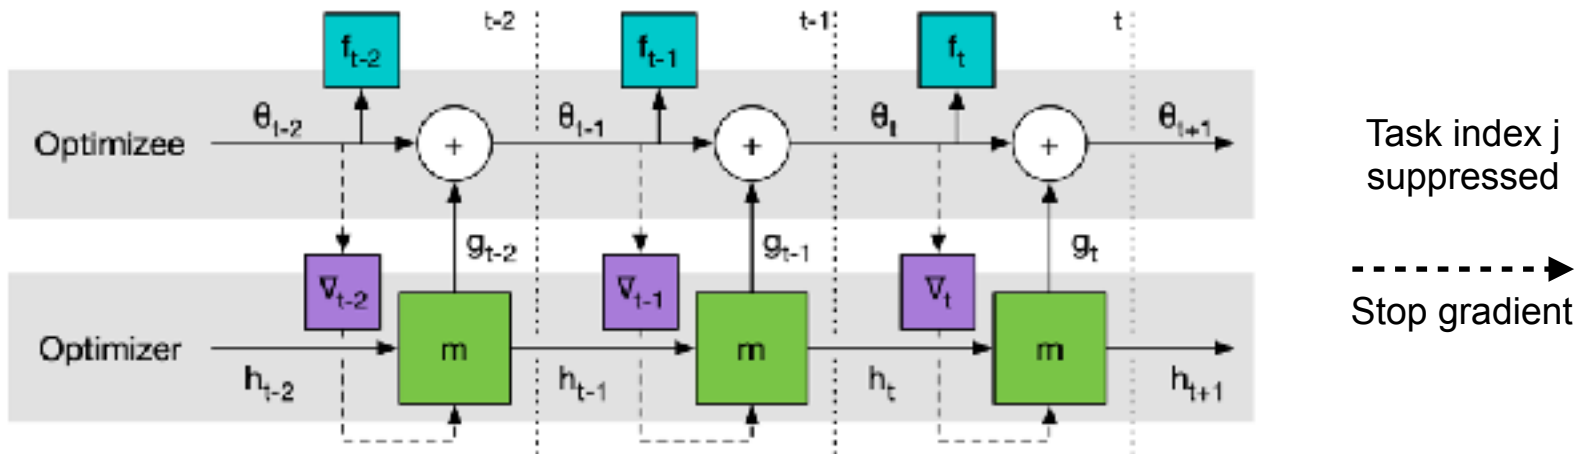 t-2 t-1 t
f_{t-2} f_{t-1} f_t
θ_{t-2} θ_{t-1} θ_t θ_{t+1}
Optimizee + + +
Task index j
suppressed
g_{t-2} g_{t-1} g_t
∇_{t-2} ∇_{t-1} ∇_t
Stop gradient
Optimizer m m m
h_{t-2} h_{t-1} h_t h_{t+1}